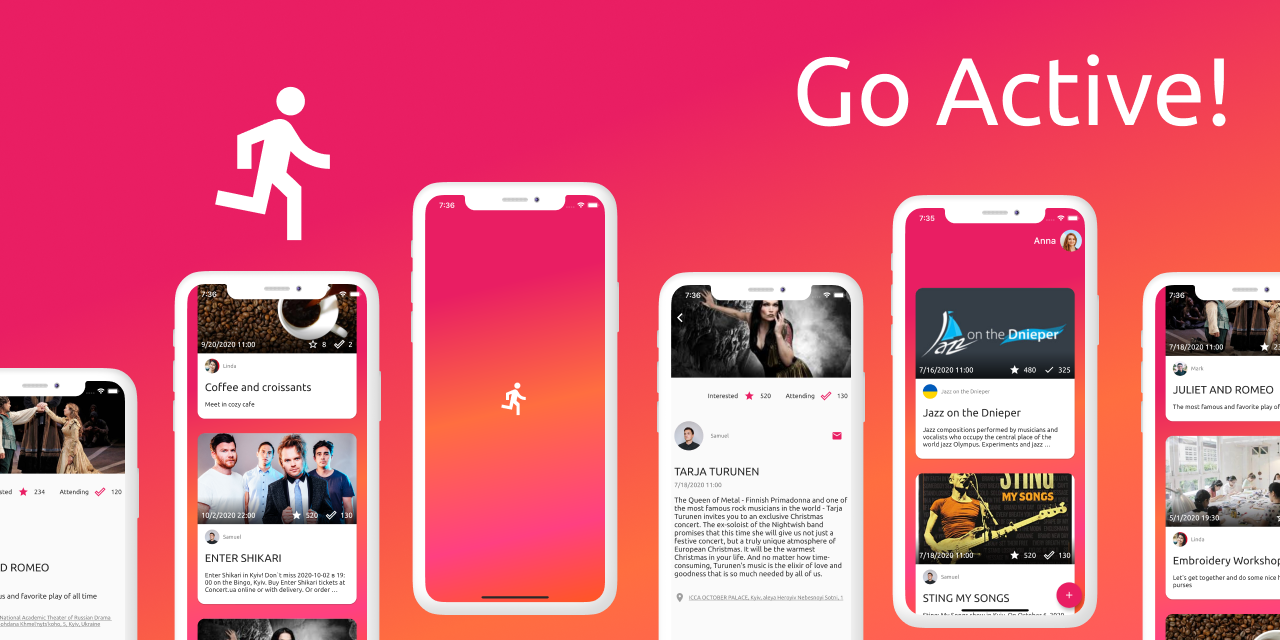 Go Active!
234
Attending
120
D ROMEO
us and favorite play of all time
National Academic Theater of Russian Drama
7:36
9/20/2020 11:00
8
2
Linda
Coffee and croissants
Meet in cozy cafe
10/2/2020 22:00
520
130
Samuel
ENTER SHIKARI
Enter Shikari in Kyiv! Don`t miss 2020-10-02 в 19:
00 on the Bingo, Kyiv. Buy Enter Shikari tickets at
Concert.ua online or with delivery. Or order ...
7:36
7:36
Interested
520
Attending
130
Samuel
TARJA TURUNEN
7/18/2020 11:00
The Queen of Metal - Finnish Primadonna and one of
the most famous rock musicians in the world - Tarja
Turunen invites you to an exclusive Christmas
concert. The ex-soloist of the Nightwish band
promises that this time she will give us not just a
festive concert, but a truly unique atmosphere of
European Christmas. It will be the warmest
Christmas in your life. And no matter how time-
consuming, Turunen's music is the elixir of love and
goodness that is so much needed by all of us.
ICCA OCTOBER PALACE, Kyiv, aleya Heroyiv Nebesnoyi Sotni, 1
7:35
Anna
Jazz on the Dnieper
7/16/2020 11:00
480
325
Jazz on the Dnieper
Jazz on the Dnieper
Jazz compositions performed by musicians and
vocalists who occupy the central place of the
world jazz Olympus. Experiments and jazz ...
STING
MY SONGS
7/18/2020 11:00
520
130
Samuel
STING MY SONGS
+
7:36
7/18/2020 11:00
23
Mark
JULIET AND ROMEO
The most famous and favorite play of
5/1/2020 19:30
Linda
Embroidery Workshop
Let's get together and do some nice h
purses